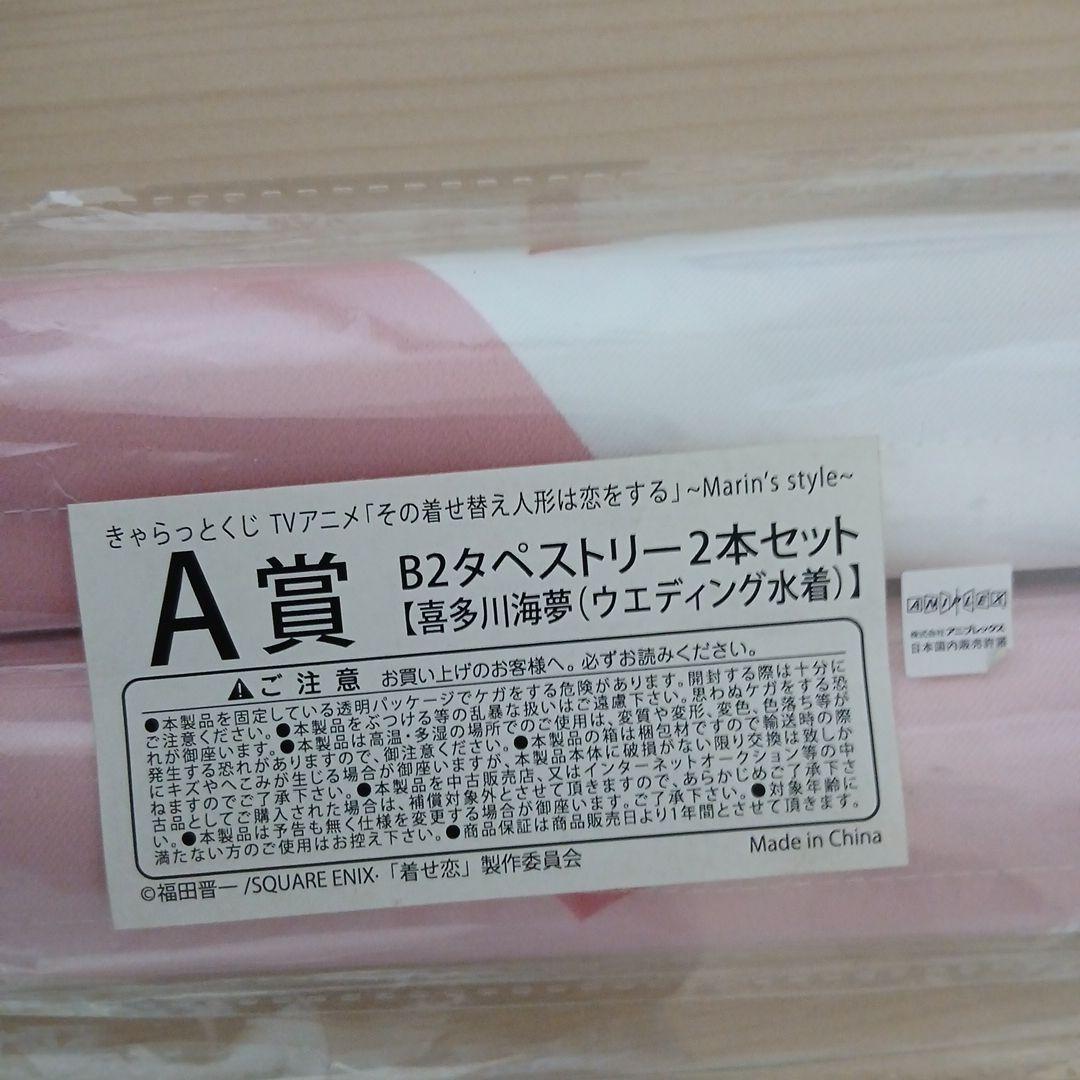 きゃらっとくじ TVアニメ「その着せ替え人形は恋をする」~Marin's style~
A賞
B2タペストリー2本セット
【喜多川海夢(ウエディング水着)】
ご注意 お買い上げのお客様へ。必ずお読みください。
●本製品を固定している透明パッケージでケガをする危険があります。開封する際は十分に
ご注意ください。●本製品をぶつける等の乱暴な扱いはご遠慮下さい。思わぬケガをする恐
れが御座います。●本製品は高温・多湿の場所でのご使用は、変質や変形、変色、色落ち等が
発生する恐れがありますので、御注意ください。●本製品の箱は梱包材ですので輸送時の際
にキズやへこみが生じる場合が御座いますが、本製品本体に破損がない限り交換は致しか
ねますのでご了承下さい。●本製品を中古販売店、又はインターネットオークション等の中
古品としてご購入された場合は、補償対象外とさせて頂きますので、あらかじめご了承下さ
い。●本製品は予告も無く仕様を変更する場合が御座います。ご了承下さい。●対象年齢に
満たない方のご使用はお控え下さい。●商品保証は商品販売日より1年間とさせて頂きます。
©福田晋一/SQUARE ENIX·「着せ恋」製作委員会
Made in China
ANIPLEX
株式会社アニプレックス
日本国内販売許諾